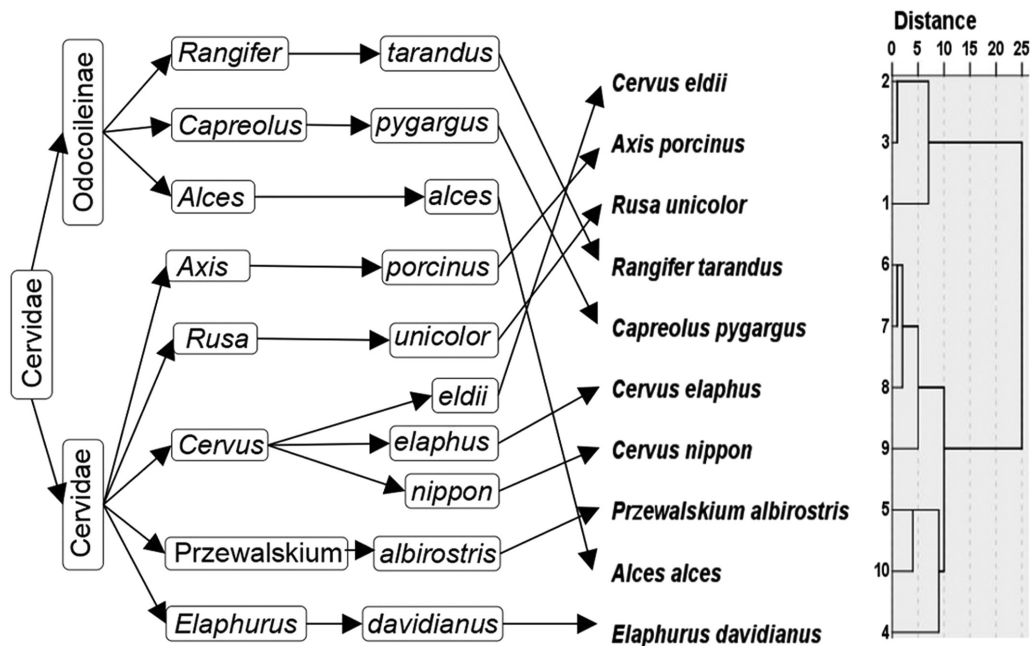 Cervidae
Odocoileinae
Cervidae
Rangifer
Capreolus
Alces
Axis
Rusa
Cervus
Przewalskium
Elaphurus
tarandus
pygargus
alces
porcinus
unicolor
eldii
elaphus
nippon
albirostris
davidianus
Cervus eldii
Axis porcinus
Rusa unicolor
Rangifer tarandus
Capreolus pygargus
Cervus elaphus
Cervus nippon
Przewalskium albirostris
Alces alces
Elaphurus davidianus
Distance
0 5 10 15 20 25
2
3
1
6
7
8
9
5
10
4